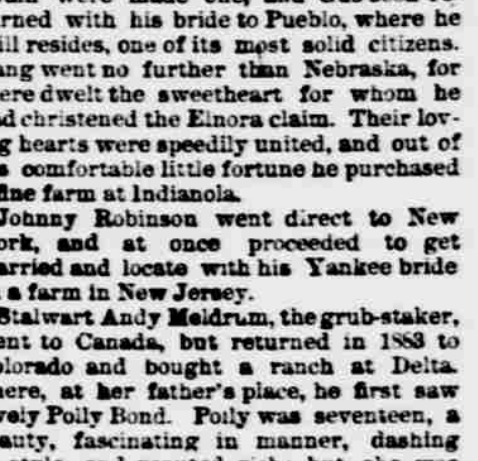 rned with his bride to Pueblo, where he
ill resides, one of its most solid citizens.
ang went no further than Nebraska, for
ere dwelt the sweetheart for whom he
d christened the Elnora claim. Their lov-
g hearts were speedily united, and out of
s comfortable little fortune he purchased
fine farm at Indianola.
Johnny Robinson went direct to New
ork, and at once proceeded to get
arried and locate with his Yankee bride
a farm in New Jersey.
Stalwart Andy Meldrum, the grub-staker,
ent to Canada, but returned in 1883 to
olorado and bought a ranch at Delta.
here, at her father's place, he first saw
vely Polly Bond. Polly was seventeen, a
auty, fascinating in manner, dashing